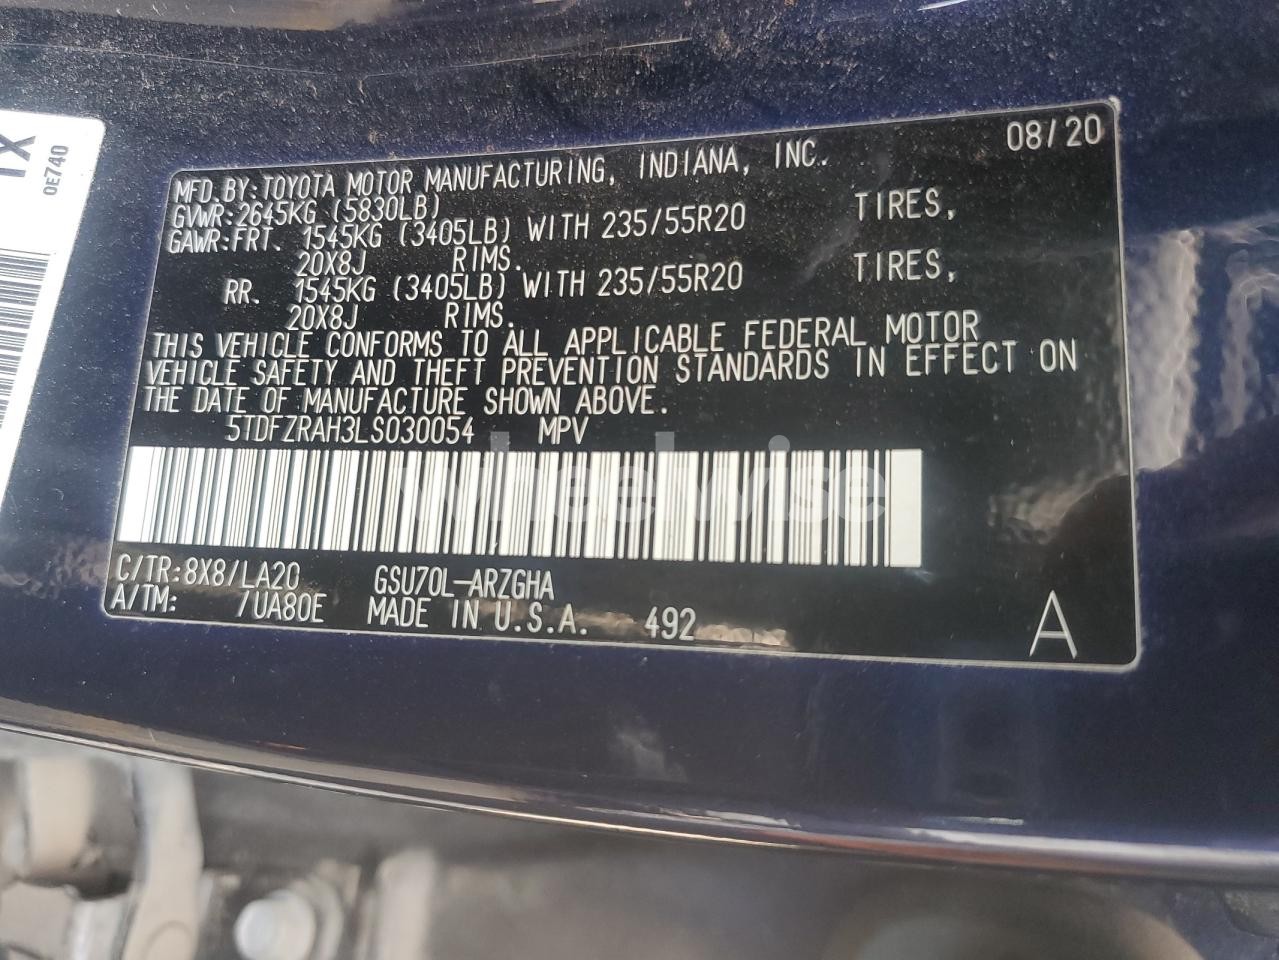 TX
0E740
08/20
MFD.BY:TOYOTA MOTOR MANUFACTURING, INDIANA, INC.
GVWR:2645KG (5830LB)
GAWR:FRT. 1545KG (3405LB) WITH 235/55R20 TIRES,
20X8J RIMS.
RR. 1545KG (3405LB) WITH 235/55R20 TIRES,
20X8J RIMS.
THIS VEHICLE CONFORMS TO ALL APPLICABLE FEDERAL MOTOR
VEHICLE SAFETY AND THEFT PREVENTION STANDARDS IN EFFECT ON
THE DATE OF MANUFACTURE SHOWN ABOVE.
5TDFZRAH3LS030054 MPV
wheelwise
C/TR:8X8/LA20 GSU70L-ARZGHA
A/TM: /UA80E MADE IN U.S.A. 492
A